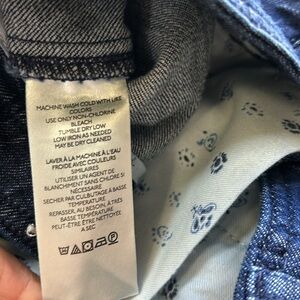 MACHINE WASH COLD WITH LIKE
COLORS
USE ONLY NON-CHLORINE
BLEACH
TUMBLE DRY LOW
LOW IRON AS NEEDED
MAY BE DRY CLEANED
LAVER À LA MACHINE À L'EAU
FROIDE AVEC COULEURS
SIMILAIRES
UTILISER UN AGENT DE
BLANCHIMENT SANS CHLORE SI
NÉCESSAIRE
SÉCHER PAR CULBUTAGE À BASSE
TEMPÉRATURE
REPASSER, AU BESOIN, À
BASSE TEMPÉRATURE
PEUT-ÊTRE ÊTRE NETTOYÉE
A SEC